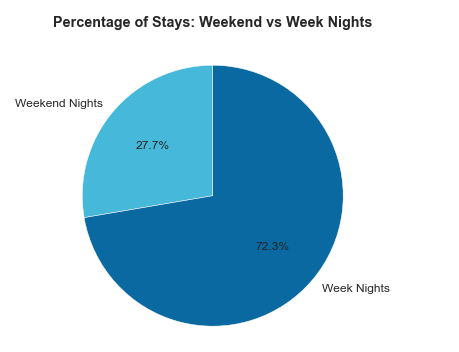 Percentage of Stays: Weekend vs Week Nights
Weekend Nights
27.7%
72.3%
Week Nights